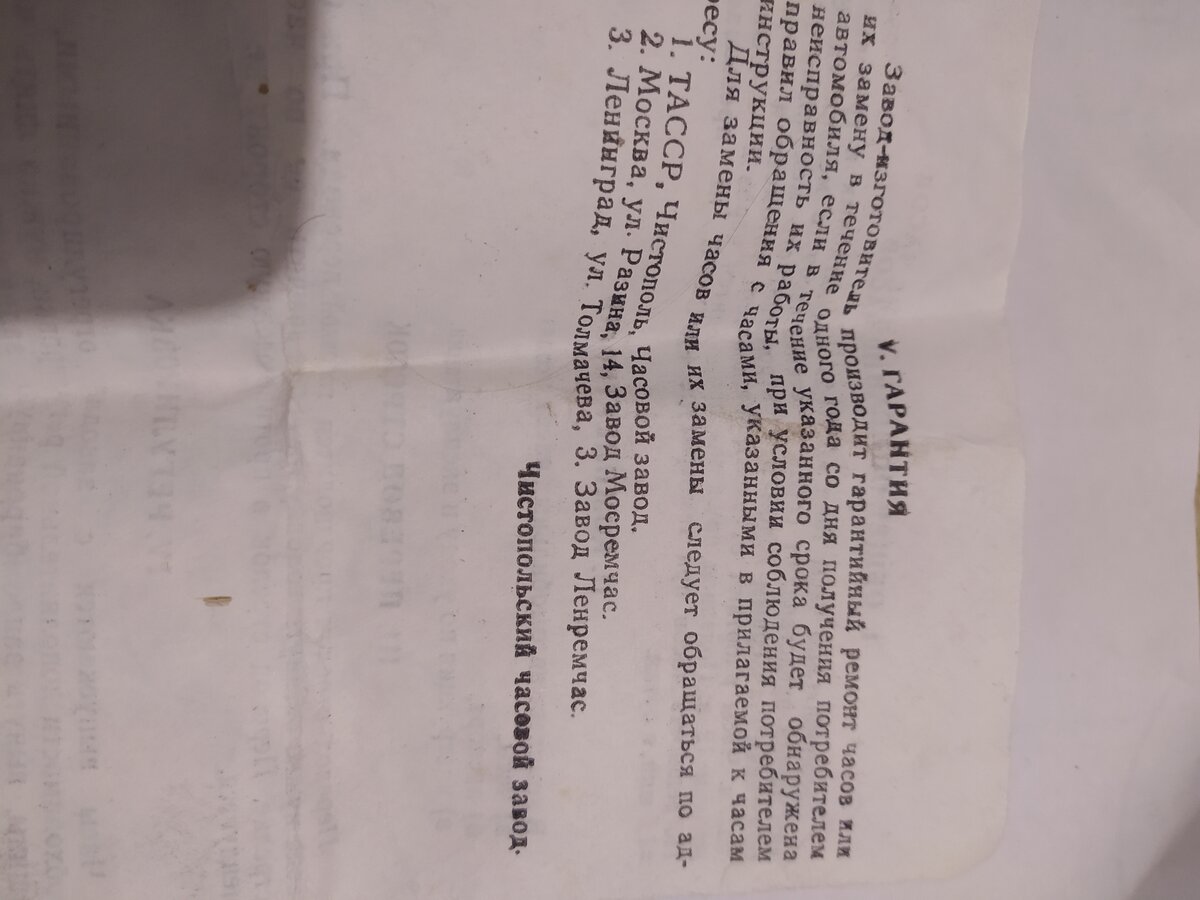 V. ГАРАНТИЯ
Завод-изготовитель производит гарантийный ремонт часов или
их замену в течение одного года со дня получения потребителем
автомобиля, если в течение указанного срока будет обнаружена
неисправность их работы, при условии соблюдения потребителем
правил обращения с часами, указанными в прилагаемой к часам
инструкции.
Для замены часов или их замены следует обращаться по ад-
ресу:
1. ТАССР, Чистополь, Часовой завод.
2. Москва, ул. Разина, 14, Завод Мосремчас.
3. Ленинград, ул. Толмачева, 3. Завод Ленремчас.
Чистопольский часовой завод.